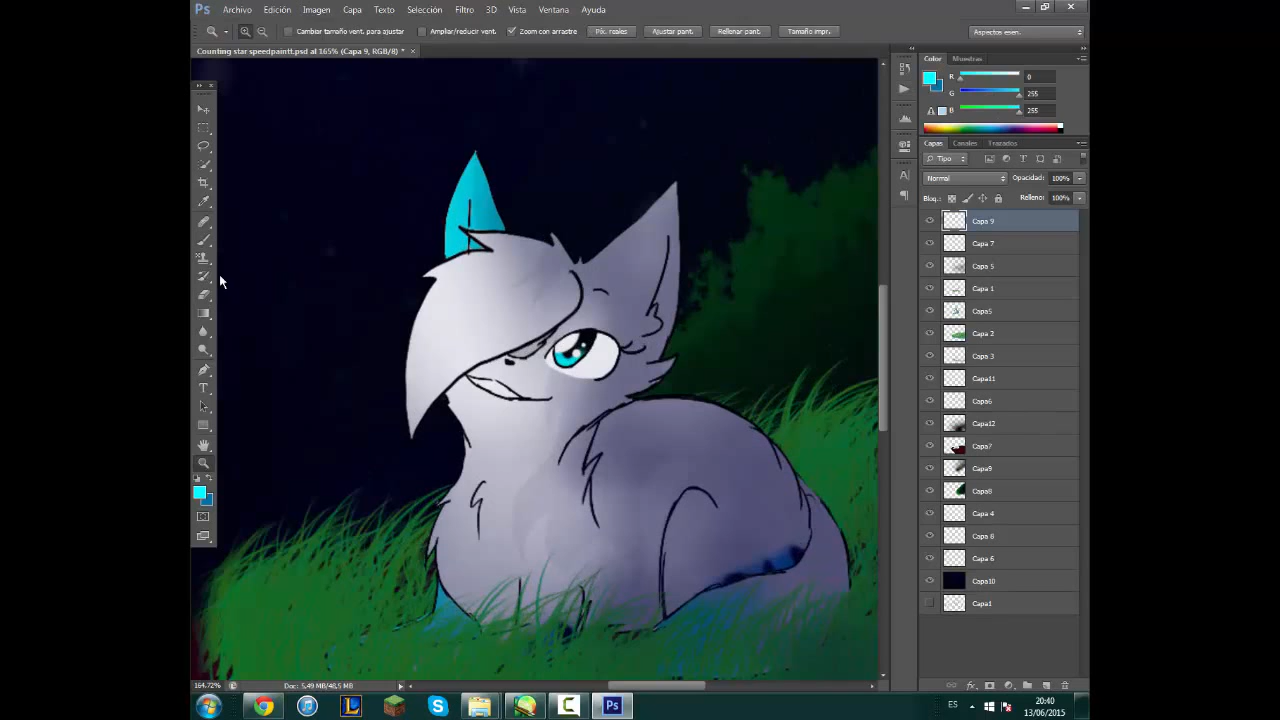 Ps Archivo Edición Imagen Capa Texto Selección Filtro 3D Vista Ventana Ayuda
Cambiar tamaño vent. para ajustar Ampliar/reducir vent. Zoom con arrastre Píx. reales Ajustar pant. Rellenar pant. Tamaño impr. Aspectos esen.
Counting star speedpaintt.psd al 165% (Capa 9, RGB/8) *
Color Muestras
R 0
G 255
B 255
Capas Canales Trazados
Tipo
Normal Opacidad: 100%
Bloq.: Relleno: 100%
Capa 9
Capa 7
Capa 5
Capa 1
Capa5
Capa 2
Capa 3
Capa11
Capa6
Capa12
Capa7
Capa9
Capa8
Capa 4
Capa 8
Capa 6
Capa10
Capa1
164,72% Doc: 5,49 MB/48,5 MB
ES 20:40
13/06/2015